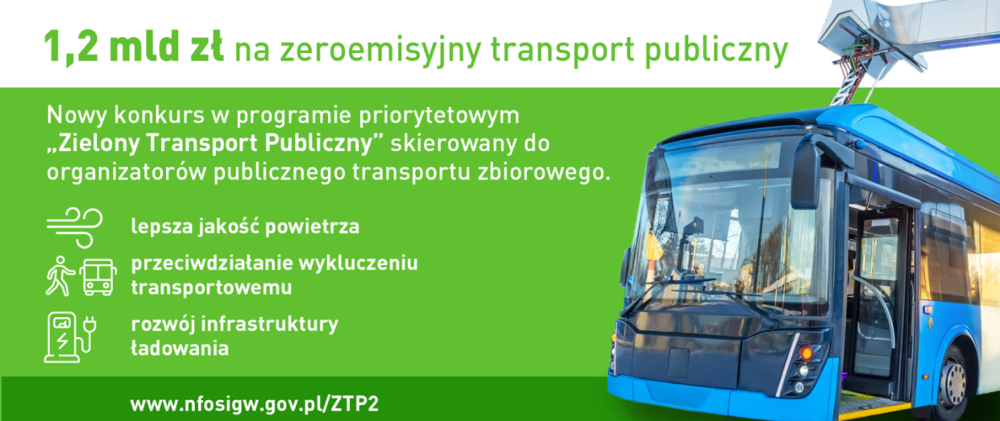 1,2 mld zł na zeroemisyjny transport publiczny
Nowy konkurs w programie priorytetowym
„Zielony Transport Publiczny” skierowany do
organizatorów publicznego transportu zbiorowego.
lepsza jakość powietrza
przeciwdziałanie wykluczeniu
transportowemu
rozwój infrastruktury
ładowania
www.nfosigw.gov.pl/ZTP2